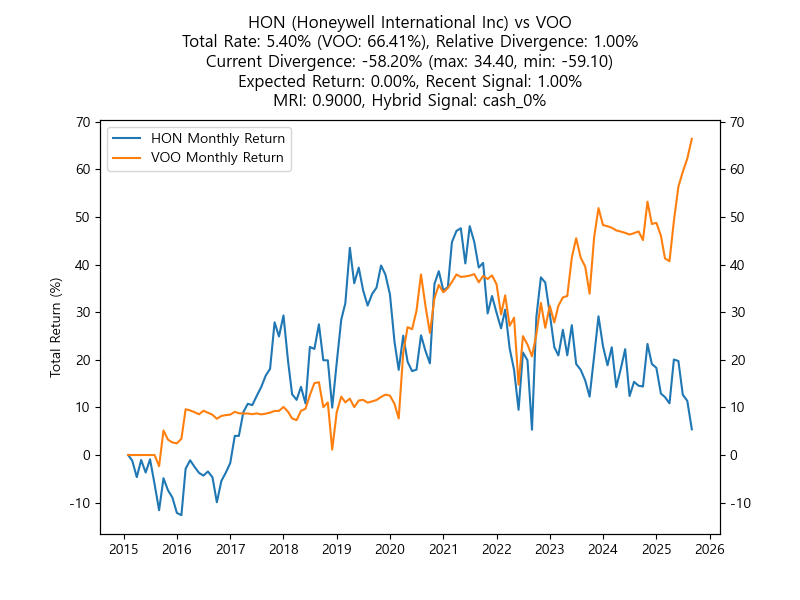 HON (Honeywell International Inc) vs VOO
Total Rate: 5.40% (VOO: 66.41%), Relative Divergence: 1.00%
Current Divergence: -58.20% (max: 34.40, min: -59.10)
Expected Return: 0.00%, Recent Signal: 1.00%
MRI: 0.9000, Hybrid Signal: cash_0%
HON Monthly Return
VOO Monthly Return
Total Return (%)
70
60
50
40
30
20
10
0
-10
70
60
50
40
30
20
10
0
-10
2015 2016 2017 2018 2019 2020 2021 2022 2023 2024 2025 2026